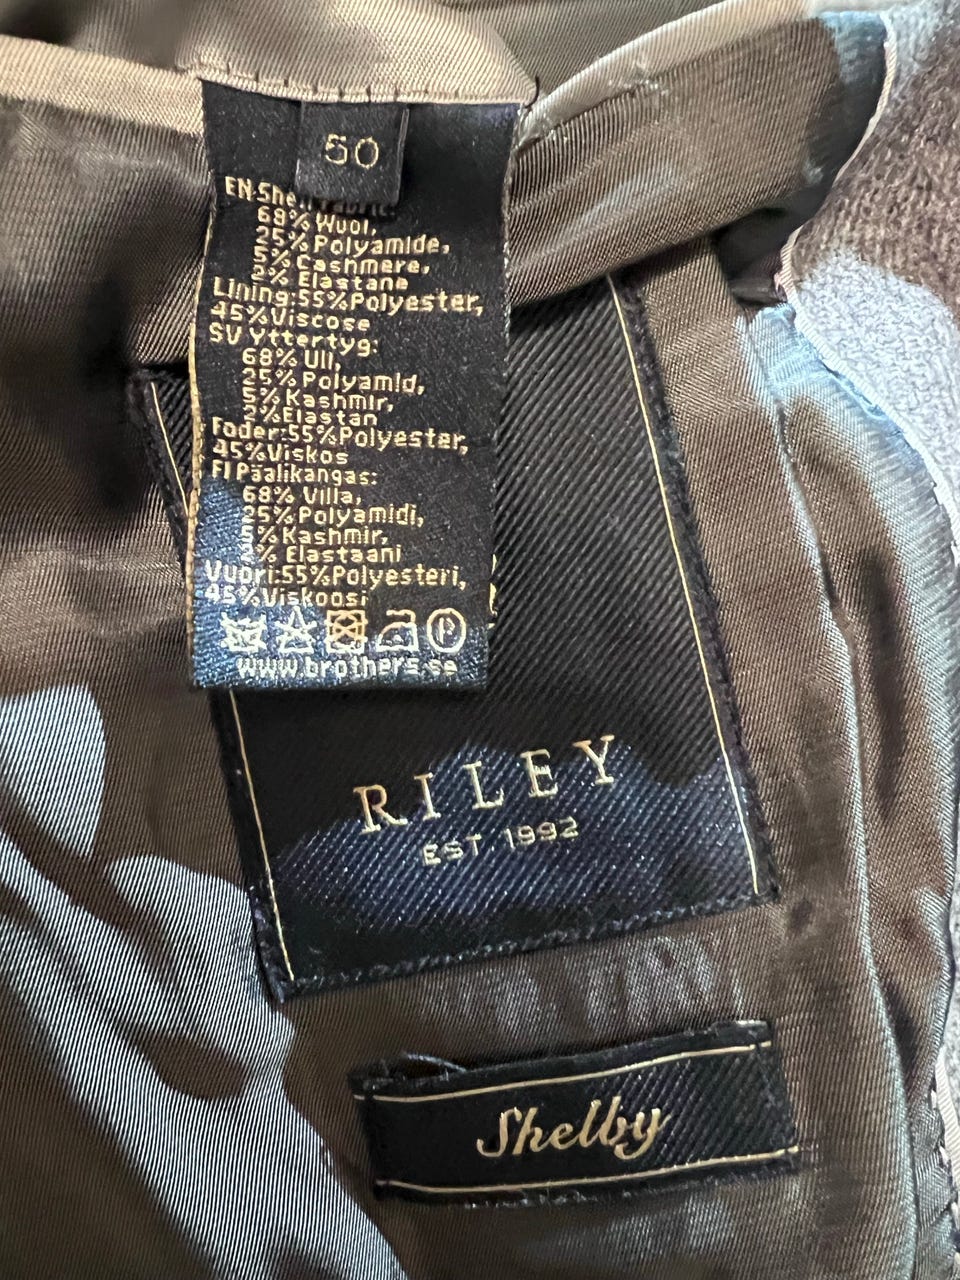 50
EN:Shell Fabric:
68% Wool,
25%Polyamide,
5%Cashmere,
2% Elastane
Lining:55%Polyester,
45%Viscose
SV Yttertyg:
68% Ull,
25%Polyamid,
5%Kashmir,
2%Elastan
Foder:55%Polyester,
45%Viskos
FI Päälikangas:
68% Villa,
25%Polyamidi,
5%Kashmir,
2% Elastaani
Vuori:55%Polyesteri,
45%Viskoosi
P
www.brothers.se
RILEY
EST. 1992
Shelby